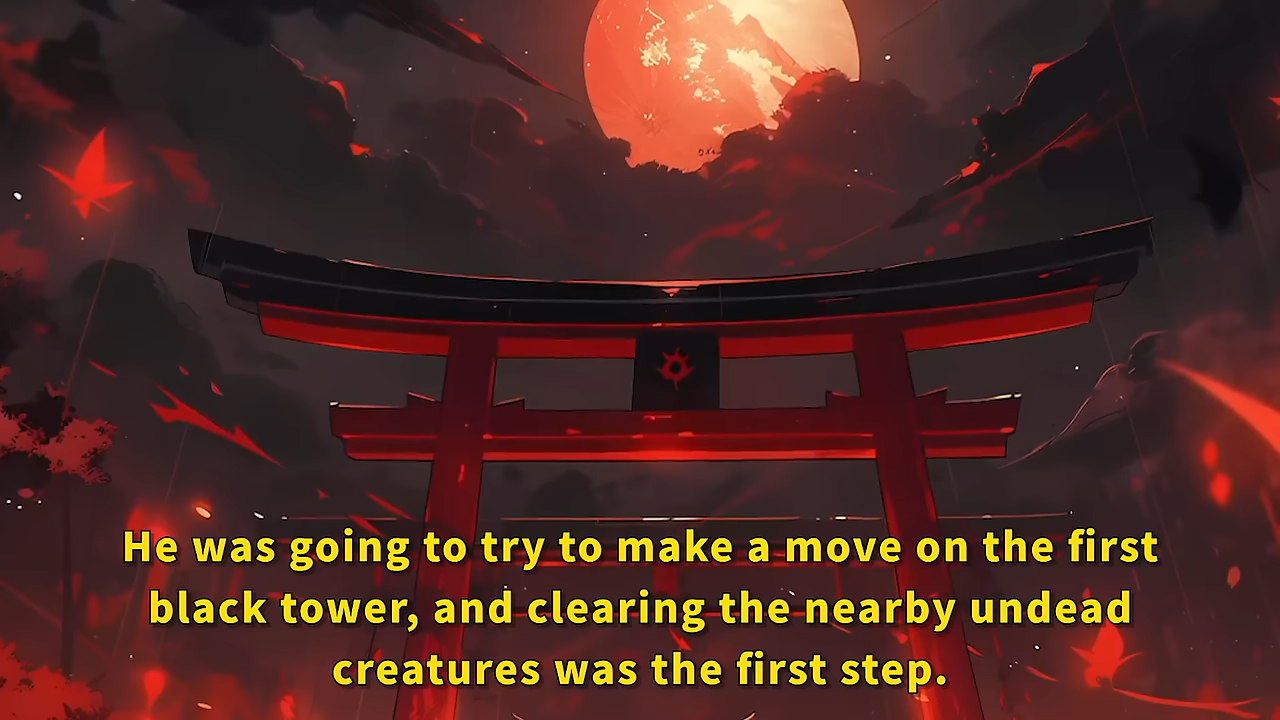 He was going to try to make a move on the first
black tower, and clearing the nearby undead
creatures was the first step.